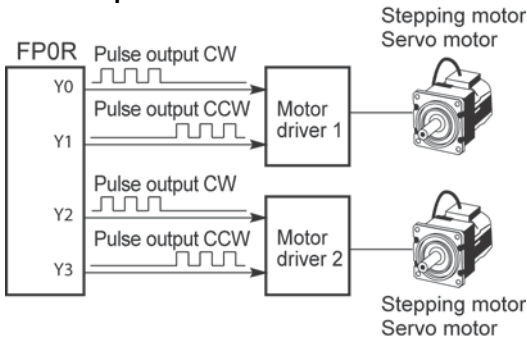 Stepping motor
Servo motor
FP0R
Pulse output CW
Y0
Pulse output CCW
Y1
Motor
driver 1
Pulse output CW
Y2
Pulse output CCW
Y3
Motor
driver 2
Stepping motor
Servo motor